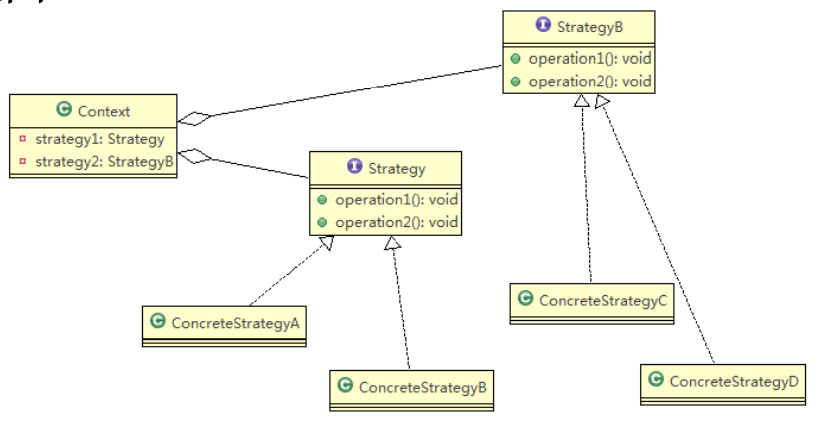 StrategyB
operation1(): void
operation2(): void
Context
strategy1: Strategy
strategy2: StrategyB
Strategy
operation1(): void
operation2(): void
ConcreteStrategyC
ConcreteStrategyA
ConcreteStrategyD
ConcreteStrategyB